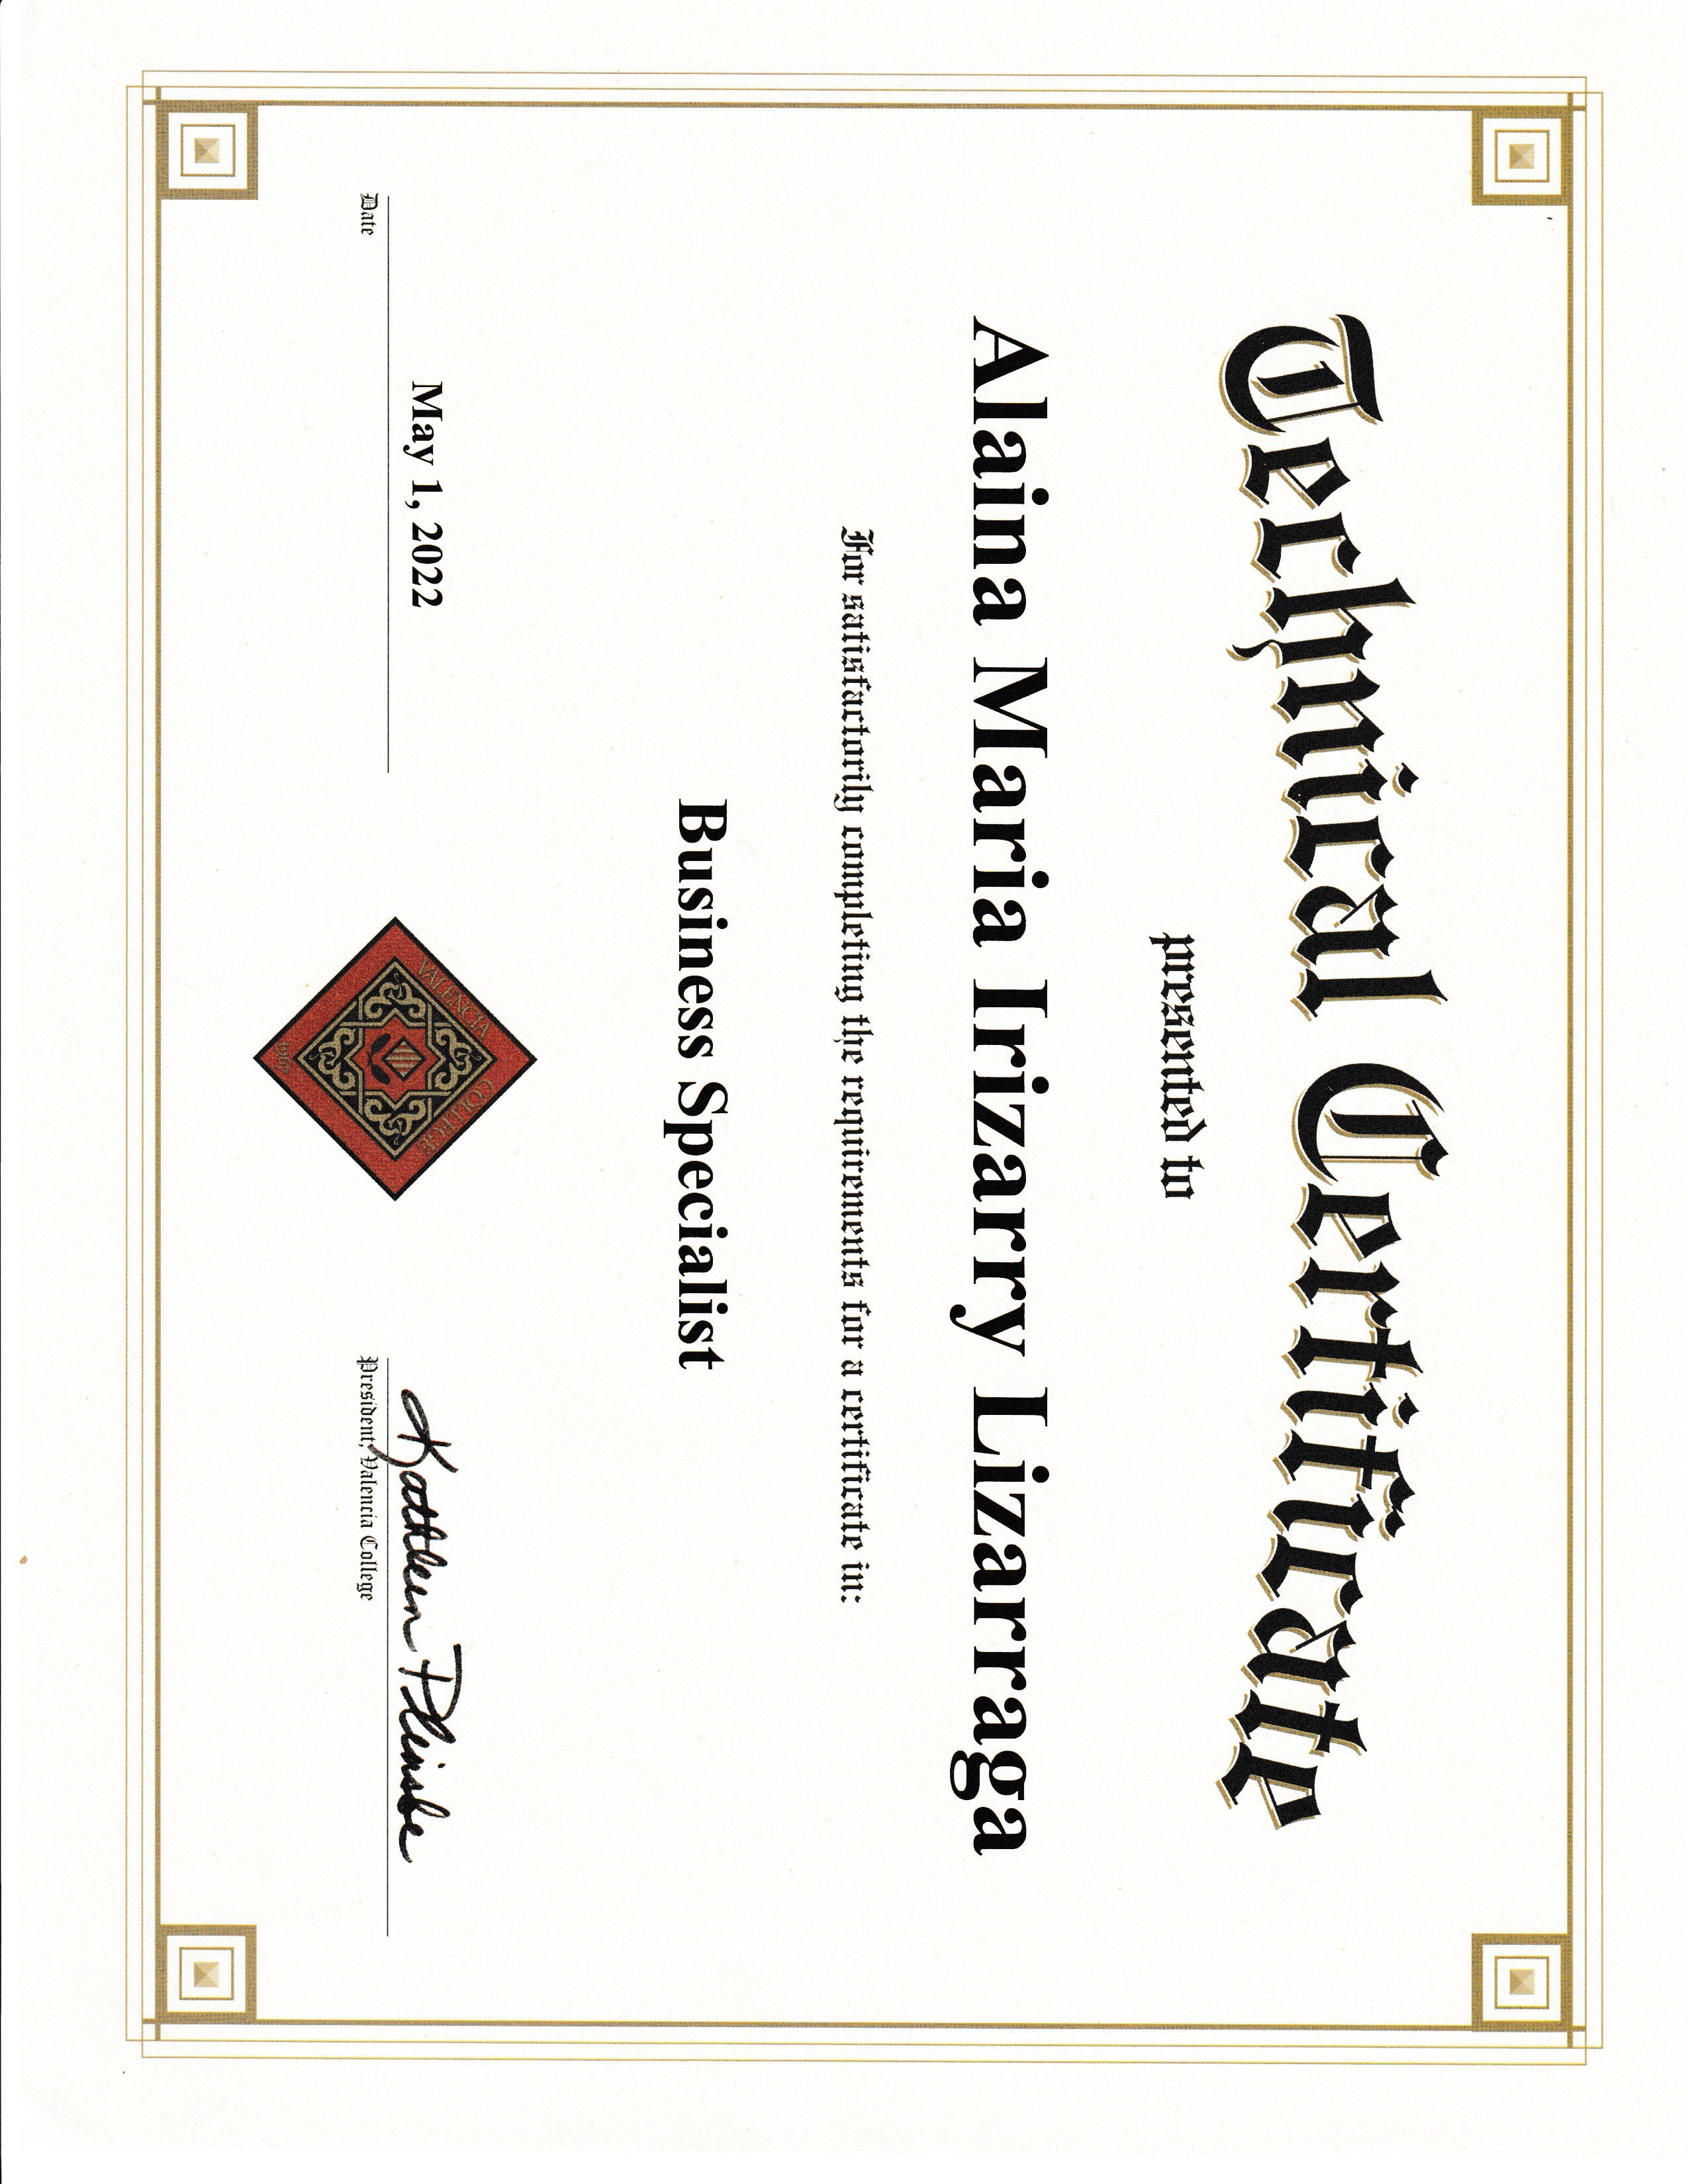 Technical Certificate
presented to
Alaina Maria Irizarry Lizarraga
For satisfactorily completing the requirements for a certificate in:
Business Specialist
May 1, 2022
Date
VALENCIA COLLEGE
1967
Kathleen Plinske
President, Valencia College